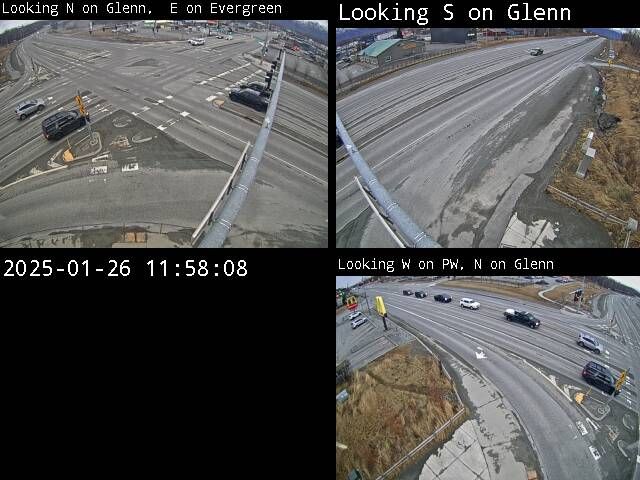 Looking N on Glenn, E on Evergreen
Looking S on Glenn
2025-01-26 11:58:08
Looking W on PW, N on Glenn